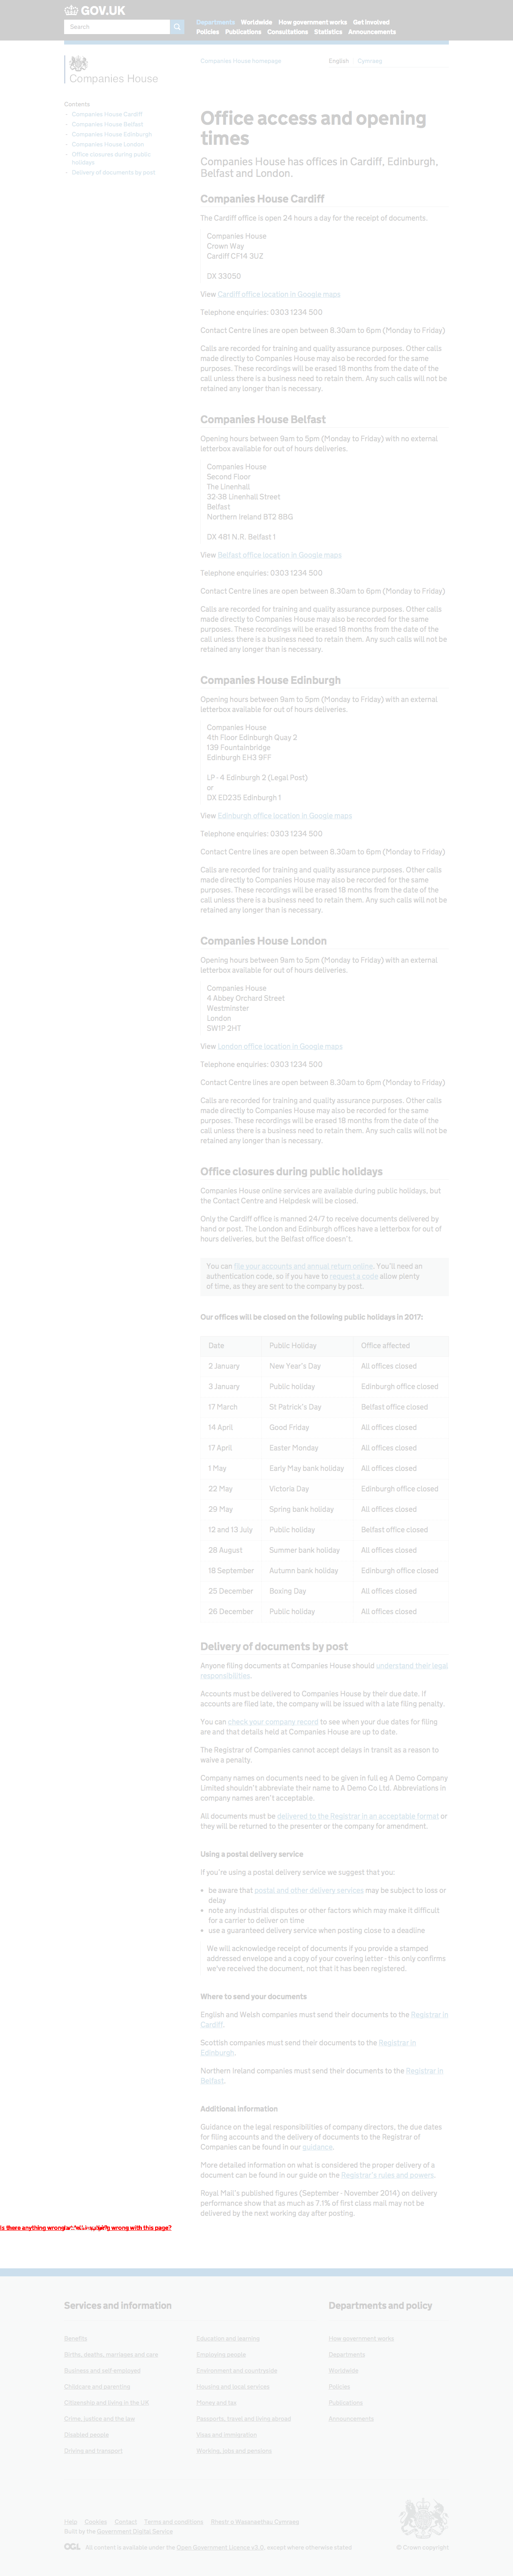 GOV.UK
Search
Departments Worldwide How government works Get involved
Policies Publications Consultations Statistics Announcements
Companies House
Companies House homepage
English Cymraeg
Contents
- Companies House Cardiff
- Companies House Belfast
- Companies House Edinburgh
- Companies House London
- Office closures during public
holidays
- Delivery of documents by post
Office access and opening
times
Companies House has offices in Cardiff, Edinburgh,
Belfast and London.
Companies House Cardiff
The Cardiff office is open 24 hours a day for the receipt of documents.
Companies House
Crown Way
Cardiff CF14 3UZ
DX 33050
View Cardiff office location in Google maps
Telephone enquiries: 0303 1234 500
Contact Centre lines are open between 8.30am to 6pm (Monday to Friday)
Calls are recorded for training and quality assurance purposes. Other calls
made directly to Companies House may also be recorded for the same
purposes. These recordings will be erased 18 months from the date of the
call unless there is a business need to retain them. Any such calls will not be
retained any longer than is necessary.
Companies House Belfast
Opening hours between 9am to 5pm (Monday to Friday) with no external
letterbox available for out of hours deliveries.
Companies House
Second Floor
The Linenhall
32-38 Linenhall Street
Belfast
Northern Ireland BT2 8BG
DX 481 N.R. Belfast 1
View Belfast office location in Google maps
Telephone enquiries: 0303 1234 500
Contact Centre lines are open between 8.30am to 6pm (Monday to Friday)
Calls are recorded for training and quality assurance purposes. Other calls
made directly to Companies House may also be recorded for the same
purposes. These recordings will be erased 18 months from the date of the
call unless there is a business need to retain them. Any such calls will not be
retained any longer than is necessary.
Companies House Edinburgh
Opening hours between 9am to 5pm (Monday to Friday) with an external
letterbox available for out of hours deliveries.
Companies House
4th Floor Edinburgh Quay 2
139 Fountainbridge
Edinburgh EH3 9FF
LP - 4 Edinburgh 2 (Legal Post)
or
DX ED235 Edinburgh 1
View Edinburgh office location in Google maps
Telephone enquiries: 0303 1234 500
Contact Centre lines are open between 8.30am to 6pm (Monday to Friday)
Calls are recorded for training and quality assurance purposes. Other calls
made directly to Companies House may also be recorded for the same
purposes. These recordings will be erased 18 months from the date of the
call unless there is a business need to retain them. Any such calls will not be
retained any longer than is necessary.
Companies House London
Opening hours between 9am to 5pm (Monday to Friday) with an external
letterbox available for out of hours deliveries.
Companies House
4 Abbey Orchard Street
Westminster
London
SW1P 2HT
View London office location in Google maps
Telephone enquiries: 0303 1234 500
Contact Centre lines are open between 8.30am to 6pm (Monday to Friday)
Calls are recorded for training and quality assurance purposes. Other calls
made directly to Companies House may also be recorded for the same
purposes. These recordings will be erased 18 months from the date of the
call unless there is a business need to retain them. Any such calls will not be
retained any longer than is necessary.
Office closures during public holidays
Companies House online services are available during public holidays, but
the Contact Centre and Helpdesk will be closed.
Only the Cardiff office is manned 24/7 to receive documents delivered by
hand or post. The London and Edinburgh offices have a letterbox for out of
hours deliveries, but the Belfast office doesn't.
You can file your accounts and annual return online. You'll need an
authentication code, so if you have to request a code allow plenty
of time, as they are sent to the company by post.
Our offices will be closed on the following public holidays in 2017:
Date Public Holiday Office affected
2 January New Year's Day All offices closed
3 January Public holiday Edinburgh office closed
17 March St Patrick's Day Belfast office closed
14 April Good Friday All offices closed
17 April Easter Monday All offices closed
1 May Early May bank holiday All offices closed
22 May Victoria Day Edinburgh office closed
29 May Spring bank holiday All offices closed
12 and 13 July Public holiday Belfast office closed
28 August Summer bank holiday All offices closed
18 September Autumn bank holiday Edinburgh office closed
25 December Boxing Day All offices closed
26 December Public holiday All offices closed
Delivery of documents by post
Anyone filing documents at Companies House should understand their legal
responsibilities.
Accounts must be delivered to Companies House by their due date. If
accounts are filed late, the company will be issued with a late filing penalty.
You can check your company record to see when your due dates for filing
are and that details held at Companies House are up to date.
The Registrar of Companies cannot accept delays in transit as a reason to
waive a penalty.
Company names on documents need to be given in full eg A Demo Company
United shouldn't abbreviate their name to A Demo Co Ltd. Abbreviations in
company names aren't acceptable.
All documents must be delivered to the Registrar in an acceptable format or
they will be returned to the presenter or the company for amendment.
Using a postal delivery service
If you're using a postal delivery service we suggest that you:
• be aware that postal and other delivery services may be subject to loss or
delay
• note any industrial disputes or other factors which may make it difficult
for a carrier to deliver on time
• use a guaranteed delivery service when posting close to a deadline
We will acknowledge receipt of documents if you provide a stamped
addressed envelope and a copy of your covering letter - this only confirms
we've received the document, not that it has been registered.
Where to send your documents
English and Welsh companies must send their documents to the Registrar in
Cardiff.
Scottish companies must send their documents to the Registrar in
Edinburgh.
Northern Ireland companies must send their documents to the Registrar in
Belfast.
Additional information
Guidance on the legal responsibilities of company directors, the due dates
for filing accounts and the delivery of documents to the Registrar of
Companies can be found in our guidance.
More detailed information on what is considered the proper delivery of a
document can be found in our guide on the Registrar's rules and powers.
Royal Mail's published figures (September - November 2014) on delivery
performance show that as much as 7.1% of first class mail may not be
delivered by the next working day after posting.
Is there anything wrong wrong with this page?
Services and information
Departments and policy
Benefits
Births, deaths, marriages and care
Business and self-employed
Childcare and parenting
Citizenship and living in the UK
Crime, justice and the law
Disabled people
Driving and transport
Education and learning
Employing people
Environment and countryside
Housing and local services
Money and tax
Passports, travel and living abroad
Visas and immigration
Working, jobs and pensions
How government works
Departments
Worldwide
Policies
Publications
Announcements
Help Cookies Contact Terms and conditions Rhestr o Wasanaethau Cymraeg
Built by the Government Digital Service
OGL All content is available under the Open Government Licence v3.0, except where otherwise stated
© Crown copyright